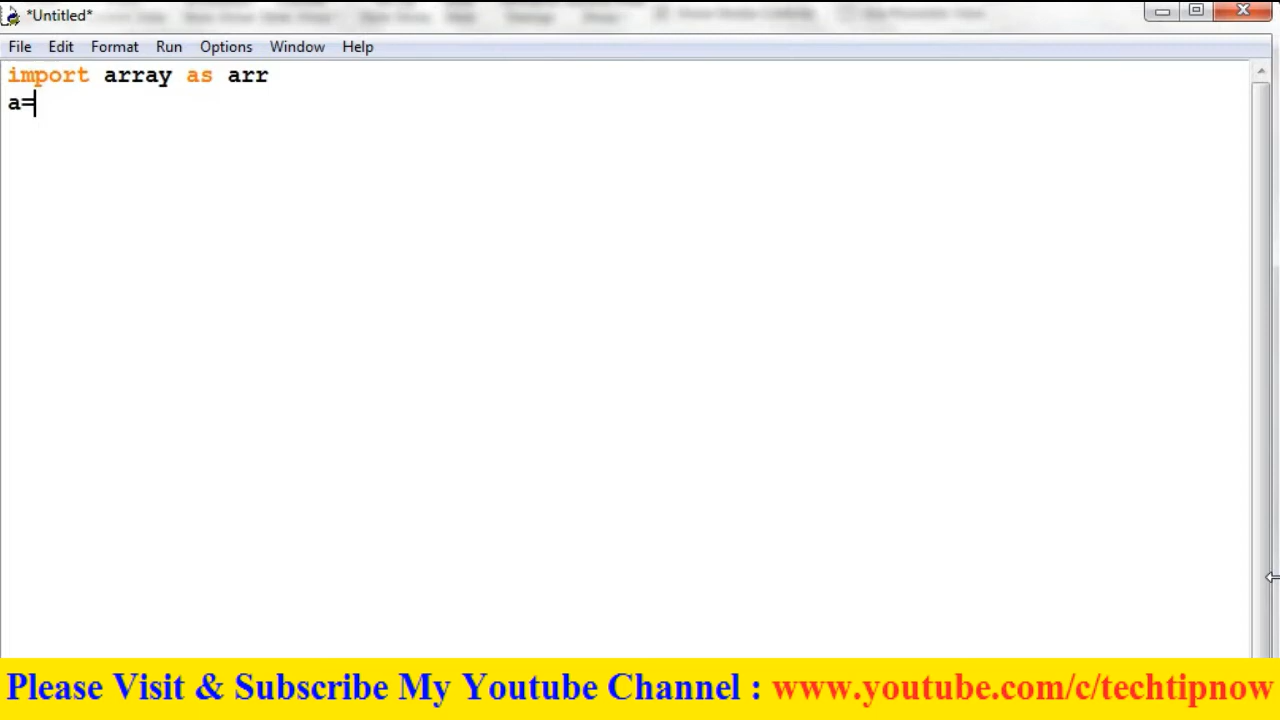 *Untitled*
File Edit Format Run Options Window Help
import array as arr
a=
Please Visit & Subscribe My Youtube Channel : www.youtube.com/c/techtipnow